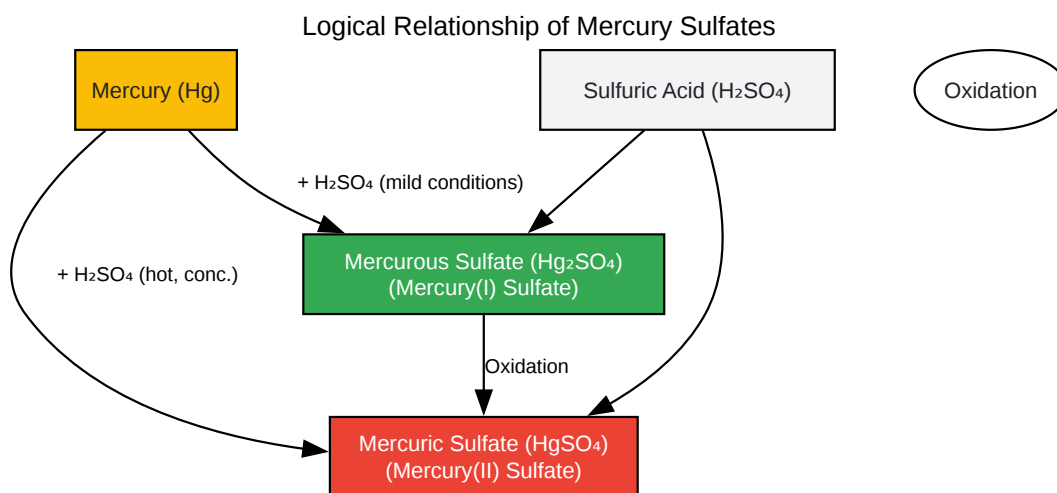 Logical Relationship of Mercury Sulfates
Mercury (Hg)
Sulfuric Acid (H₂SO₄)
Oxidation
+ H₂SO₄ (mild conditions)
Mercurous Sulfate (Hg₂SO₄)
(Mercury(I) Sulfate)
+ H₂SO₄ (hot, conc.)
Oxidation
Mercuric Sulfate (HgSO₄)
(Mercury(II) Sulfate)